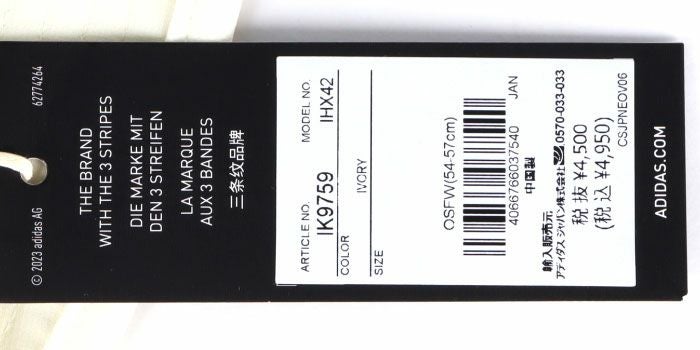 THE BRAND
WITH THE 3 STRIPES
DIE MARKE MIT
DEN 3 STREIFEN
LA MARQUE
AUX 3 BANDES
三条纹品牌
© 2023 adidas AG
62774264
ARTICLE NO.
IK9759
MODEL NO.
IHX42
COLOR
IVORY
SIZE
OSFW(54-57cm)
4066766037540
JAN
中国製
輸入販売元
アディダス ジャパン株式会社 0570-033-033
税抜 ¥4,500
(税込 ¥4,950)
CSJPNEOV06
ADIDAS.COM